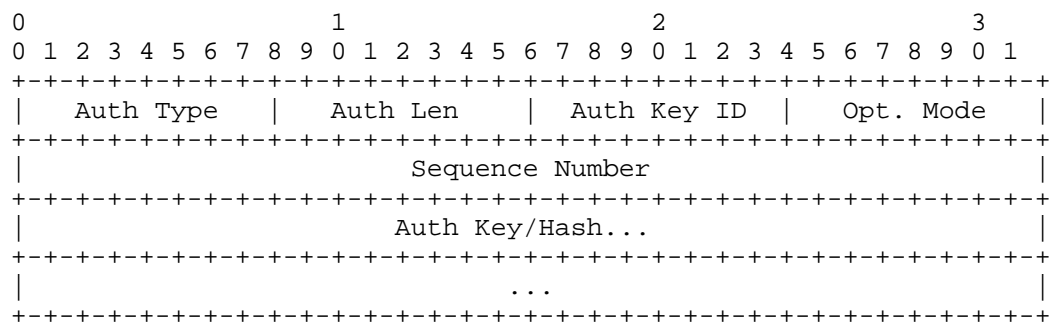 0                   1                   2                   3
0 1 2 3 4 5 6 7 8 9 0 1 2 3 4 5 6 7 8 9 0 1 2 3 4 5 6 7 8 9 0 1
+-+-+-+-+-+-+-+-+-+-+-+-+-+-+-+-+-+-+-+-+-+-+-+-+-+-+-+-+-+-+-+-+
|   Auth Type   |   Auth Len    |  Auth Key ID  |   Opt. Mode   |
+-+-+-+-+-+-+-+-+-+-+-+-+-+-+-+-+-+-+-+-+-+-+-+-+-+-+-+-+-+-+-+-+
|                        Sequence Number                        |
+-+-+-+-+-+-+-+-+-+-+-+-+-+-+-+-+-+-+-+-+-+-+-+-+-+-+-+-+-+-+-+-+
|                       Auth Key/Hash...                        |
+-+-+-+-+-+-+-+-+-+-+-+-+-+-+-+-+-+-+-+-+-+-+-+-+-+-+-+-+-+-+-+-+
|                              ...                              |
+-+-+-+-+-+-+-+-+-+-+-+-+-+-+-+-+-+-+-+-+-+-+-+-+-+-+-+-+-+-+-+-+